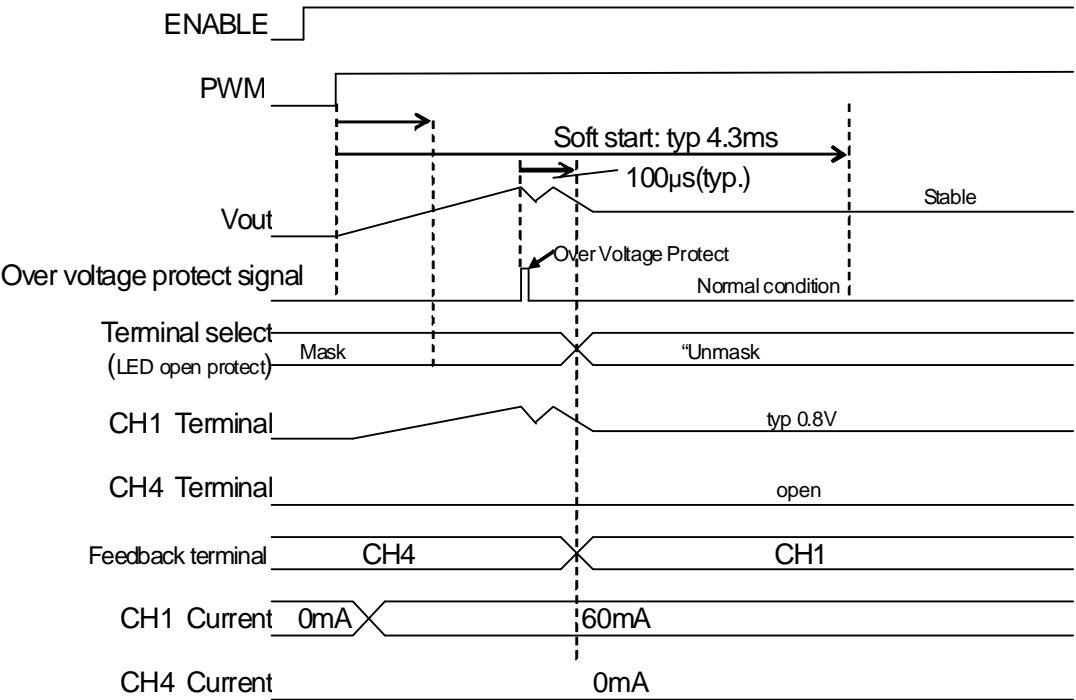 ENABLE
PWM
Soft start: typ 4.3ms
100µs(typ.)
Vout
Stable
Over Voltage Protect
Over voltage protect signal
Normal condition
Terminal select
(LED open protect)
Mask
“Unmask
CH1 Terminal
typ 0.8V
CH4 Terminal
open
Feedback terminal
CH4
CH1
CH1 Current
0mA
60mA
CH4 Current
0mA